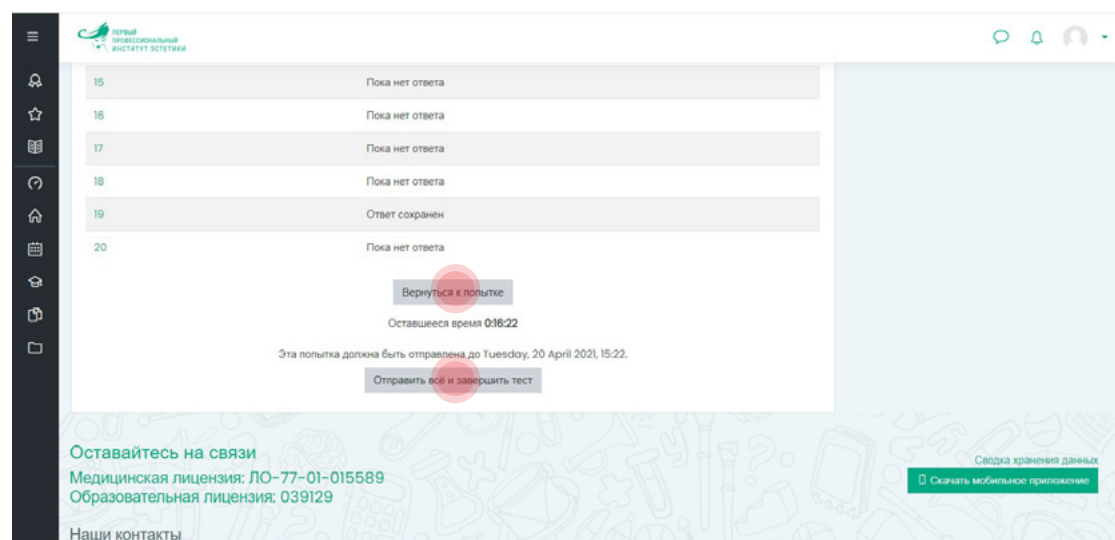 ПЕРВЫЙ
ПРОФЕССИОНАЛЬНЫЙ
ИНСТИТУТ ЭСТЕТИКИ
15 Пока нет ответа
16 Пока нет ответа
17 Пока нет ответа
18 Пока нет ответа
19 Ответ сохранен
20 Пока нет ответа
Вернуться к попытке
Оставшееся время 0:16:22
Эта попытка должна быть отправлена до Tuesday, 20 April 2021, 15:22.
Отправить всё и завершить тест
Оставайтесь на связи
Медицинская лицензия: ЛО-77-01-015589
Образовательная лицензия: 039129
Сводка хранения данных
Скачать мобильное приложение
Наши контакты